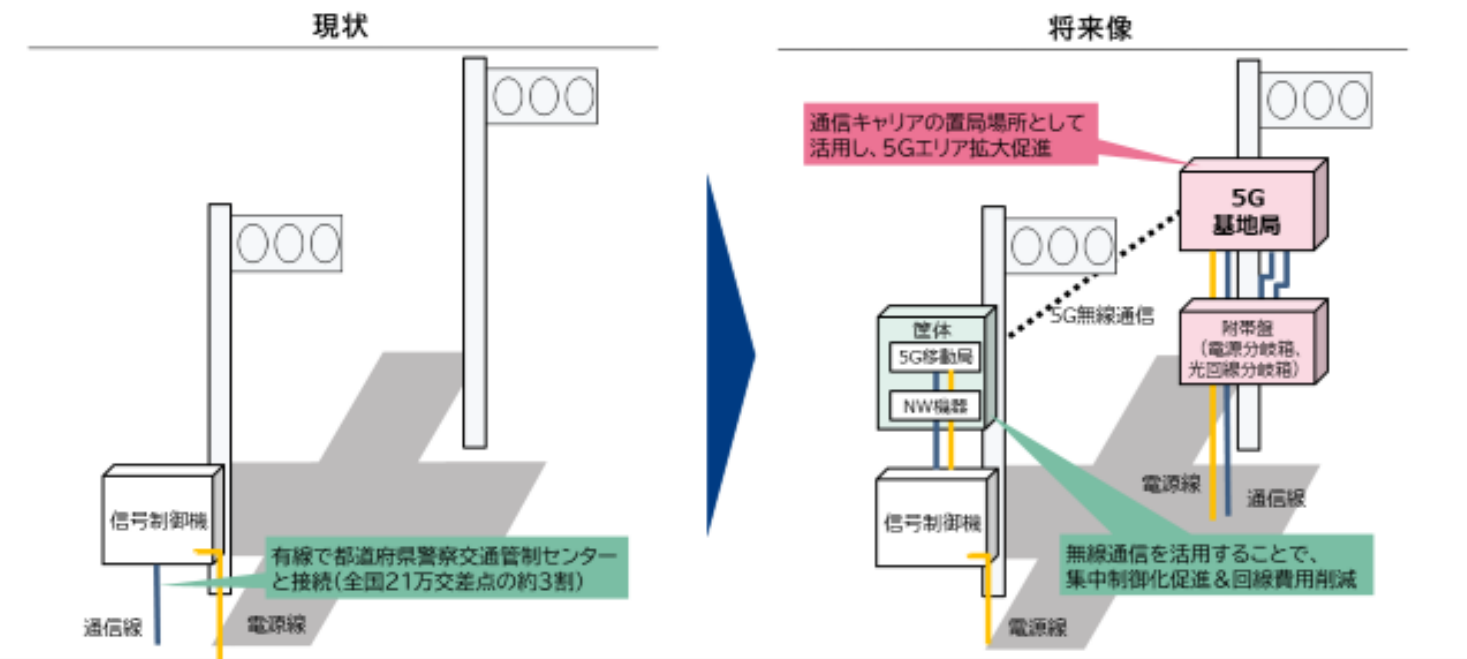 現状
信号制御機
有線で都道府県警察交通管制センター
と接続(全国21万交差点の約3割)
通信線
電源線
将来像
通信キャリアの置局場所として
活用し、5Gエリア拡大促進
5G
基地局
5G無線通信
筐体
5G移動局
NW機器
附帯盤
(電源分岐箱、
光回線分岐箱)
電源線
通信線
信号制御機
無線通信を活用することで、
集中制御化促進&回線費用削減
電源線